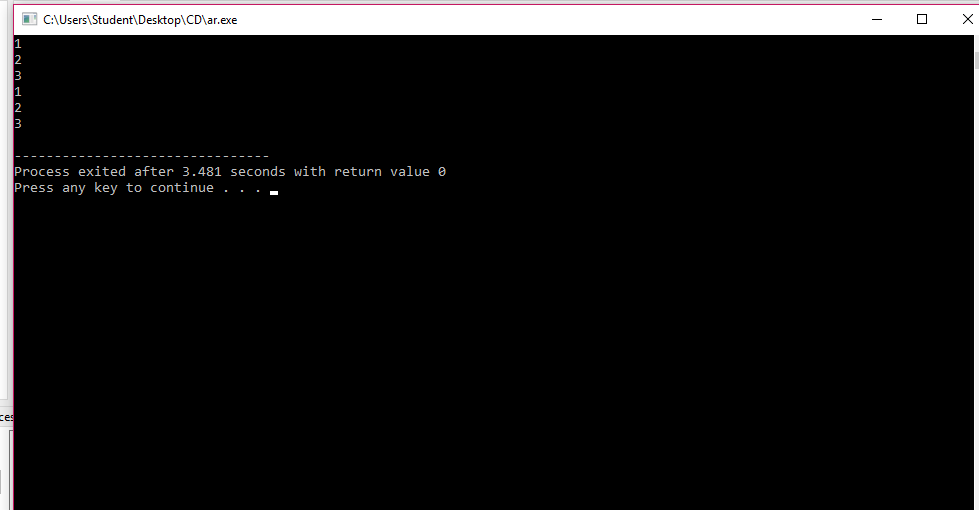 C:\Users\Student\Desktop\CD\ar.exe
1
2
3
1
2
3
--------------------------------
Process exited after 3.481 seconds with return value 0
Press any key to continue . . .
ces